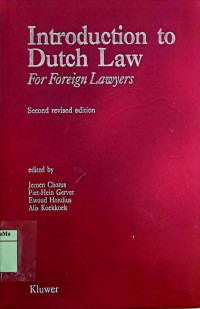 Introduction to
Dutch Law
For Foreign Lawyers
Second revised edition
edited by
Jeroen Chorus
Piet-Hein Gerver
Ewoud Hondius
Alis Koekkoek
Kluwer